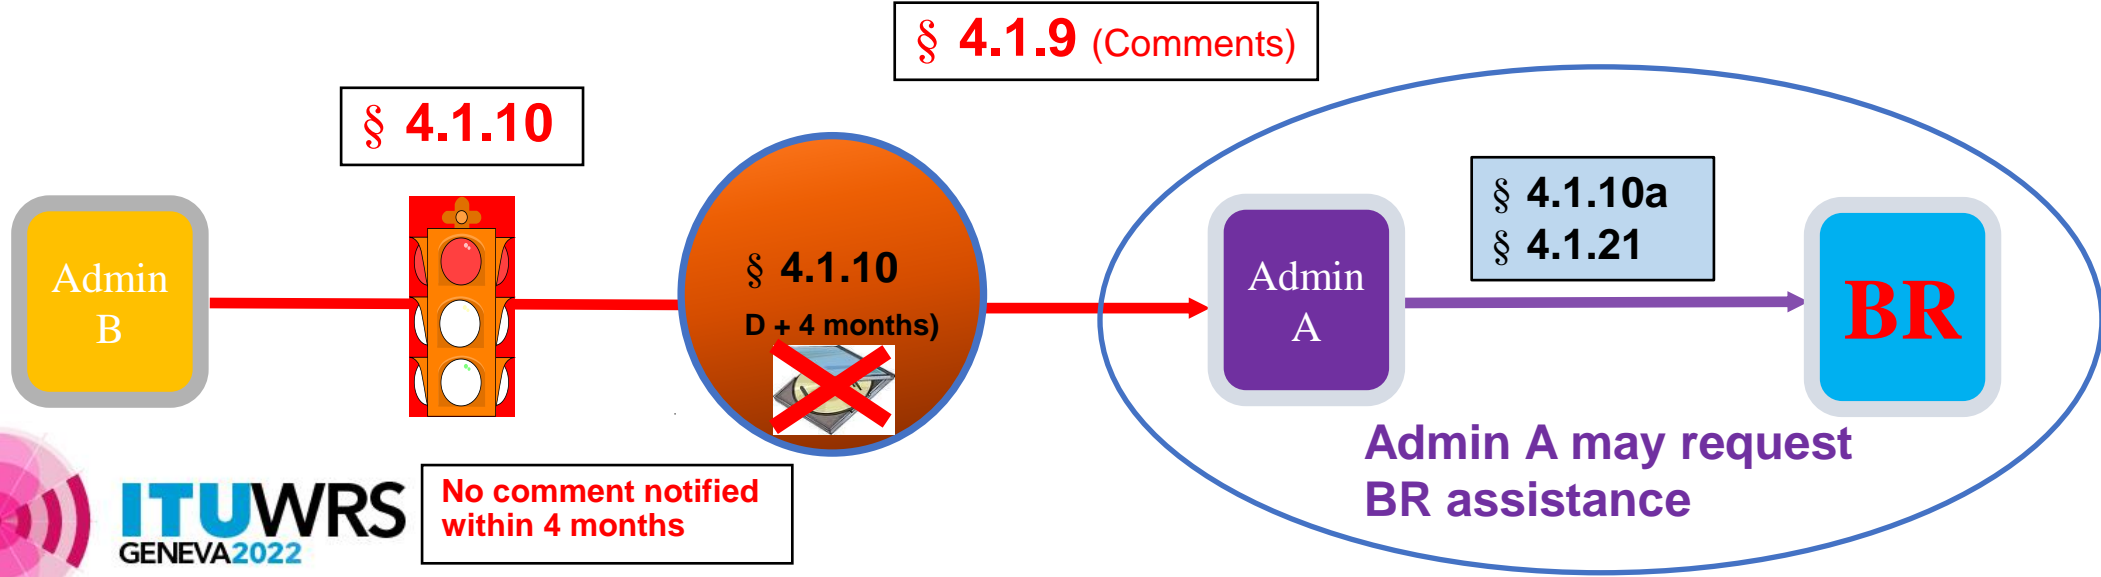 § 4.1.9 (Comments)
§ 4.1.10
Admin
B
§ 4.1.10
D + 4 months)
Admin
A
§ 4.1.10a
§ 4.1.21
BR
Admin A may request
BR assistance
No comment notified
within 4 months
ITUWRS
GENEVA2022